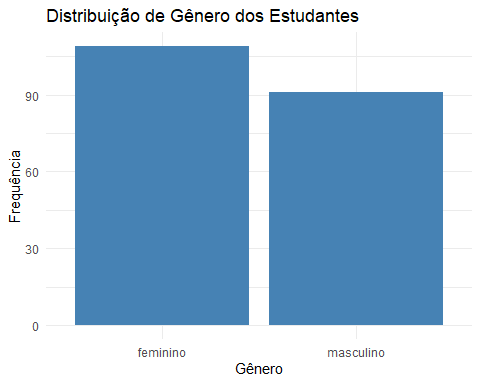 Distribuição de Gênero dos Estudantes
Frequência
90
60
30
0
feminino
masculino
Gênero